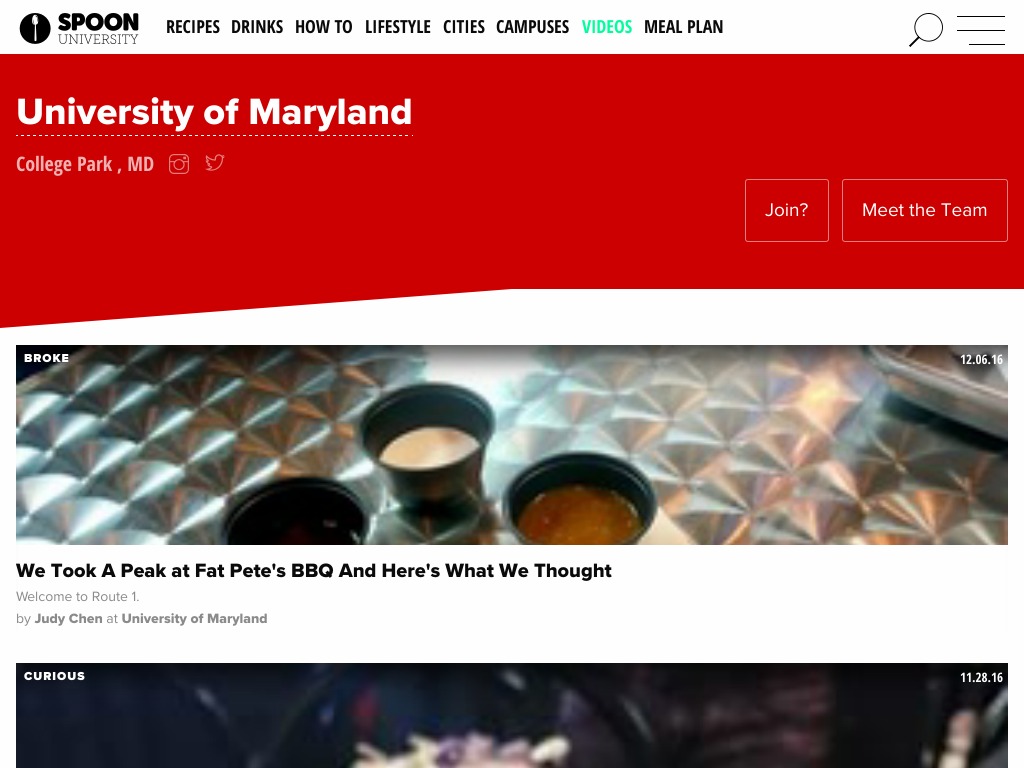 SPOON
UNIVERSITY
RECIPES DRINKS HOW TO LIFESTYLE CITIES CAMPUSES VIDEOS MEAL PLAN
University of Maryland
College Park , MD
Join? Meet the Team
BROKE 12.06.16
We Took A Peak at Fat Pete's BBQ And Here's What We Thought
Welcome to Route 1.
by Judy Chen at University of Maryland
CURIOUS 11.28.16